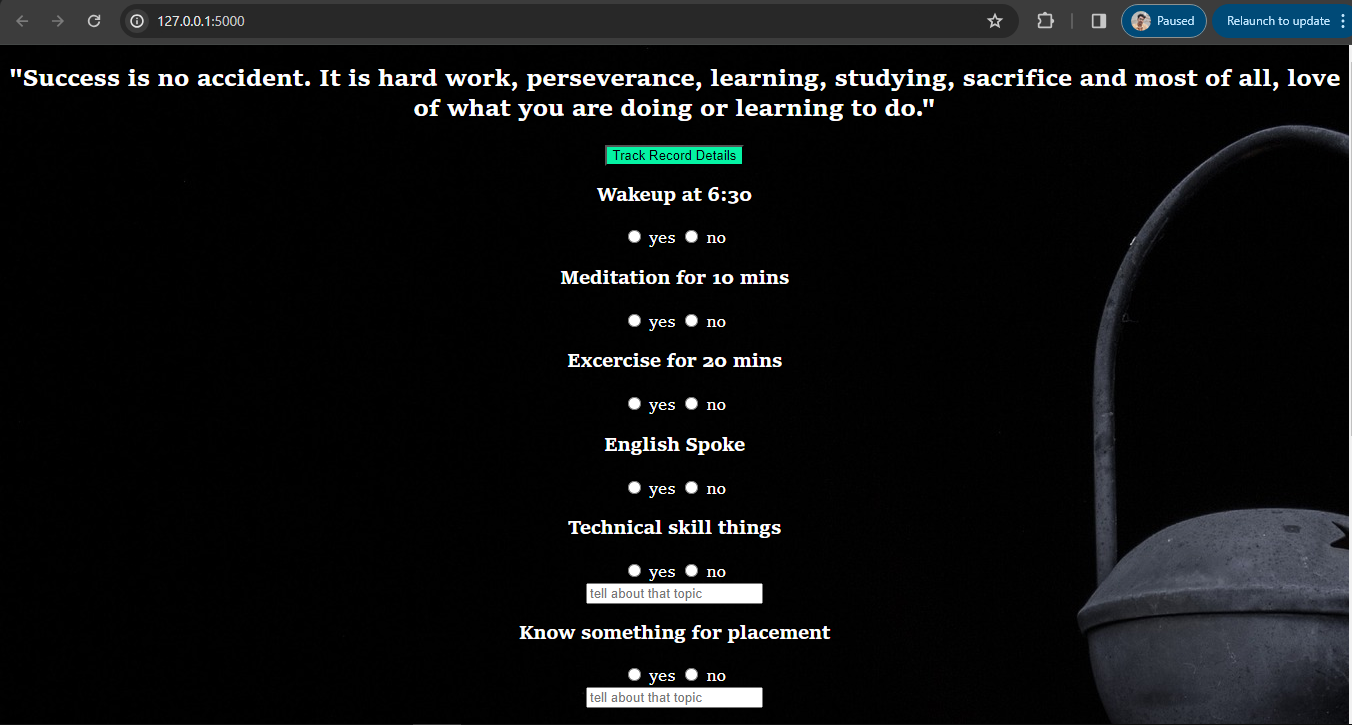 127.0.0.1:5000
Paused
Relaunch to update
"Success is no accident. It is hard work, perseverance, learning, studying, sacrifice and most of all, love
of what you are doing or learning to do."
Track Record Details
Wakeup at 6:30
yes no
Meditation for 10 mins
yes no
Excercise for 20 mins
yes no
English Spoke
yes no
Technical skill things
yes no
tell about that topic
Know something for placement
yes no
tell about that topic